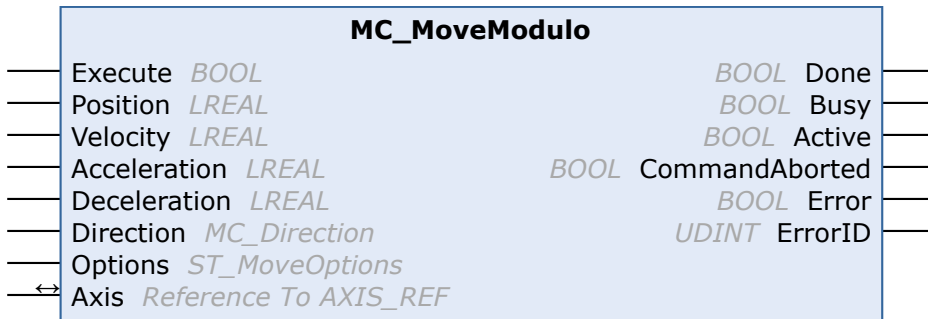 MC_MoveModulo
Execute BOOL BOOL Done
Position LREAL BOOL Busy
Velocity LREAL BOOL Active
Acceleration LREAL BOOL CommandAborted
Deceleration LREAL BOOL Error
Direction MC_Direction UDINT ErrorID
Options ST_MoveOptions
↔ Axis Reference To AXIS_REF